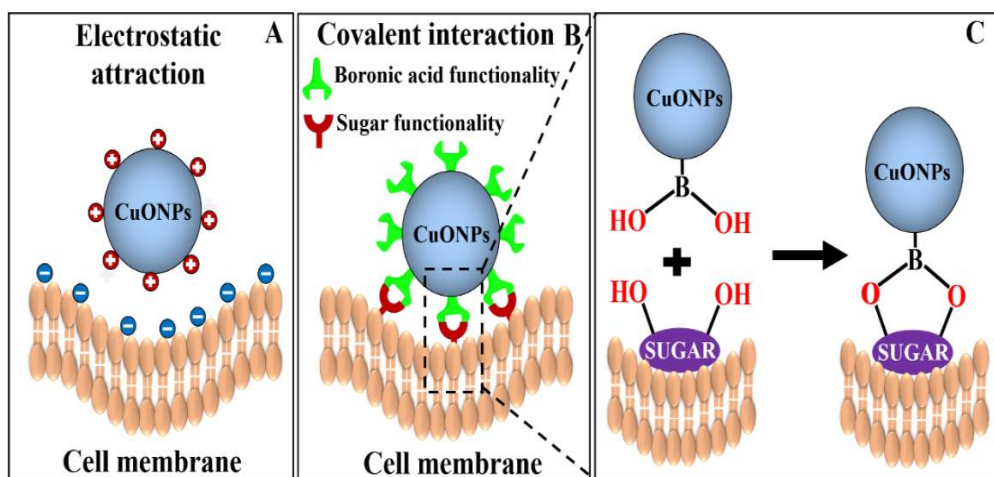 Electrostatic
attraction
A
CuONPs
Cell membrane
Covalent interaction B
Boronic acid functionality
Sugar functionality
CuONPs
Cell membrane
C
CuONPs
B
HO OH
+
HO OH
SUGAR
CuONPs
B
O O
SUGAR